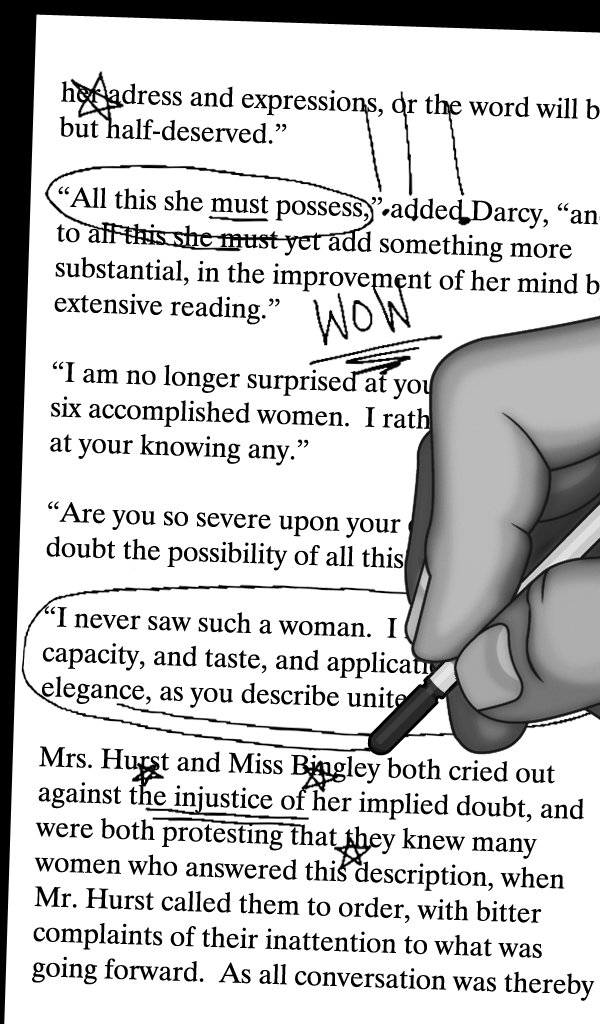 her adress and expressions, or the word will b
but half-deserved.”
“All this she must possess,” added Darcy, “an
to all this she must yet add something more
substantial, in the improvement of her mind b
extensive reading.”
WOW
“I am no longer surprised at you
six accomplished women. I rath
at your knowing any.”
“Are you so severe upon your
doubt the possibility of all this
“I never saw such a woman. I
capacity, and taste, and applicati
elegance, as you describe unite
Mrs. Hurst and Miss Bingley both cried out
against the injustice of her implied doubt, and
were both protesting that they knew many
women who answered this description, when
Mr. Hurst called them to order, with bitter
complaints of their inattention to what was
going forward. As all conversation was thereby